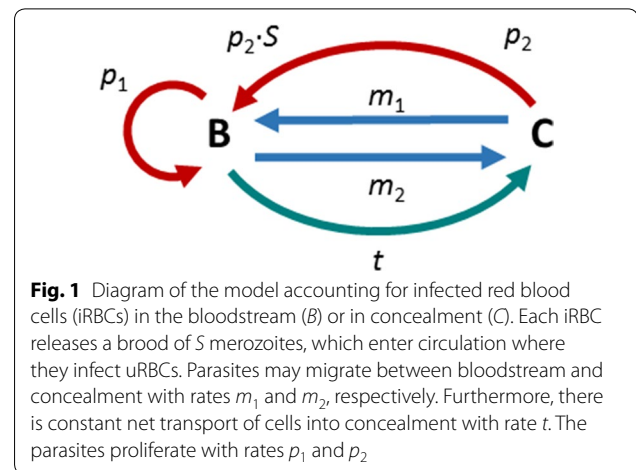 p₂·S
p₂
p₁
m₁
B
C
m₂
t
Fig. 1 Diagram of the model accounting for infected red blood
cells (iRBCs) in the bloodstream (B) or in concealment (C). Each iRBC
releases a brood of S merozoites, which enter circulation where
they infect uRBCs. Parasites may migrate between bloodstream and
concealment with rates m₁ and m₂, respectively. Furthermore, there
is constant net transport of cells into concealment with rate t. The
parasites proliferate with rates p₁ and p₂